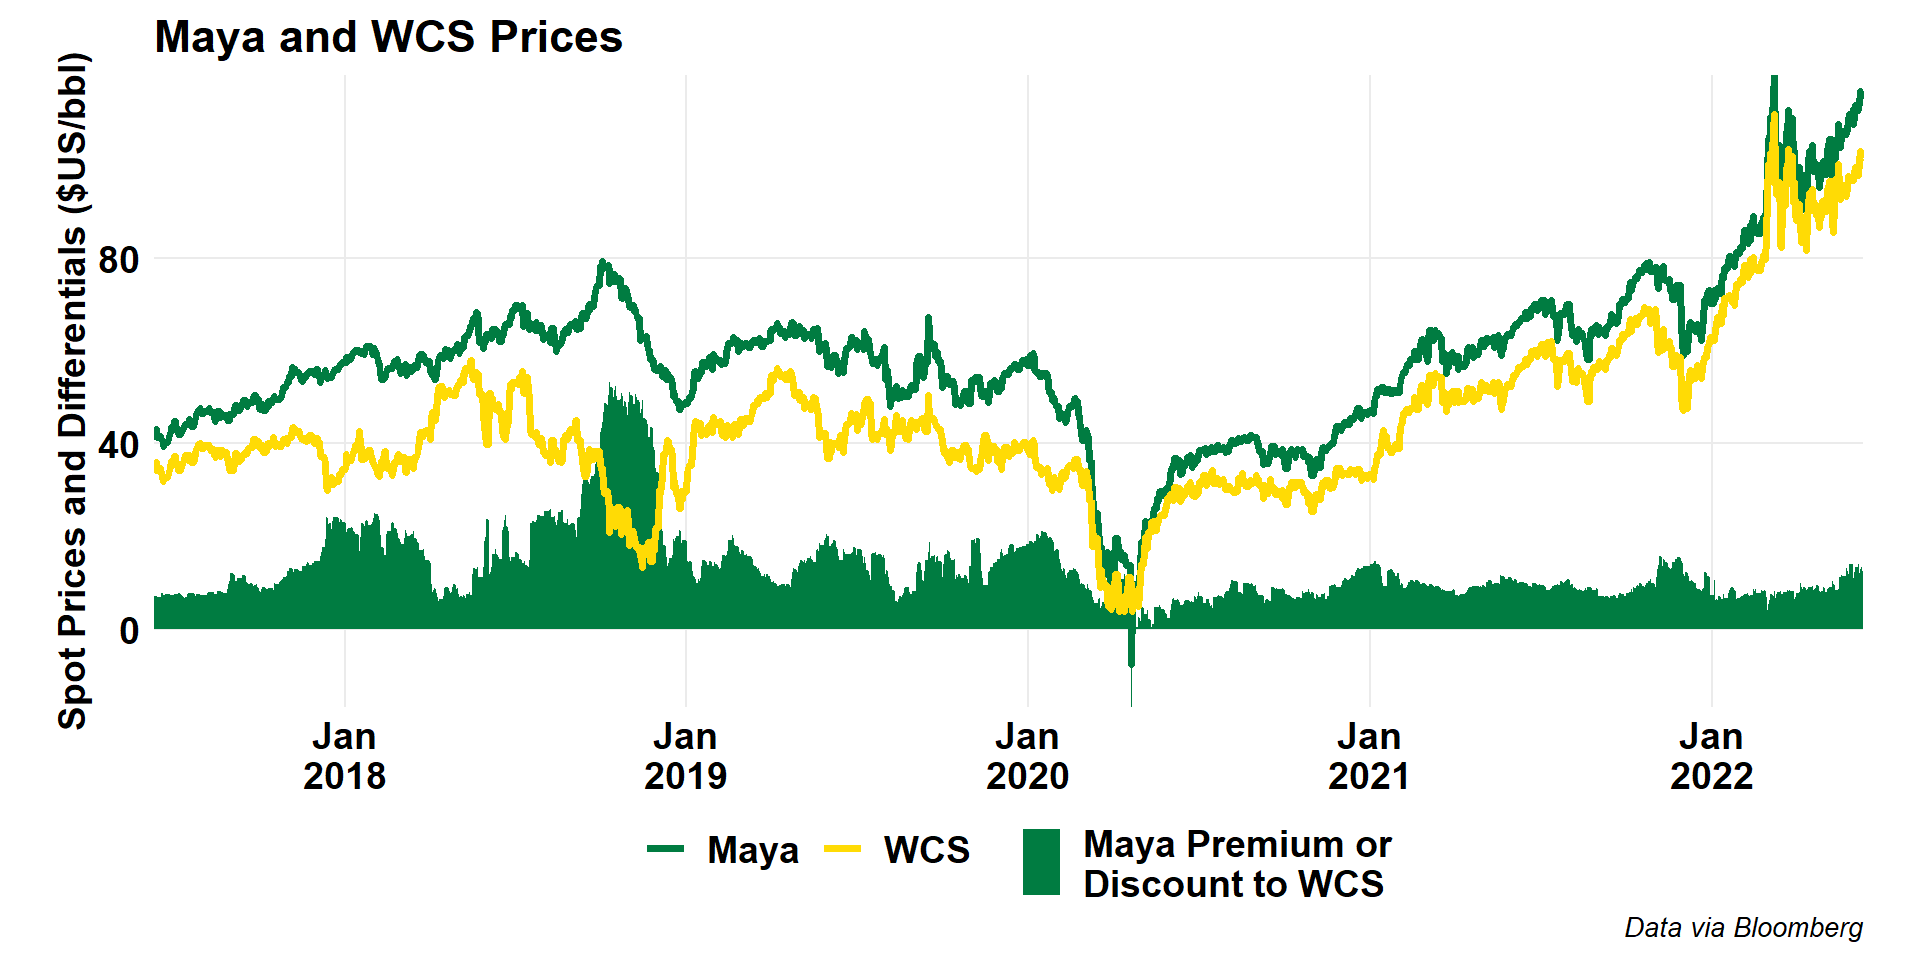 Maya and WCS Prices
Spot Prices and Differentials ($US/bbl)
80
40
0
Jan
2018
Jan
2019
Jan
2020
Jan
2021
Jan
2022
Maya
WCS
Maya Premium or
Discount to WCS
Data via Bloomberg